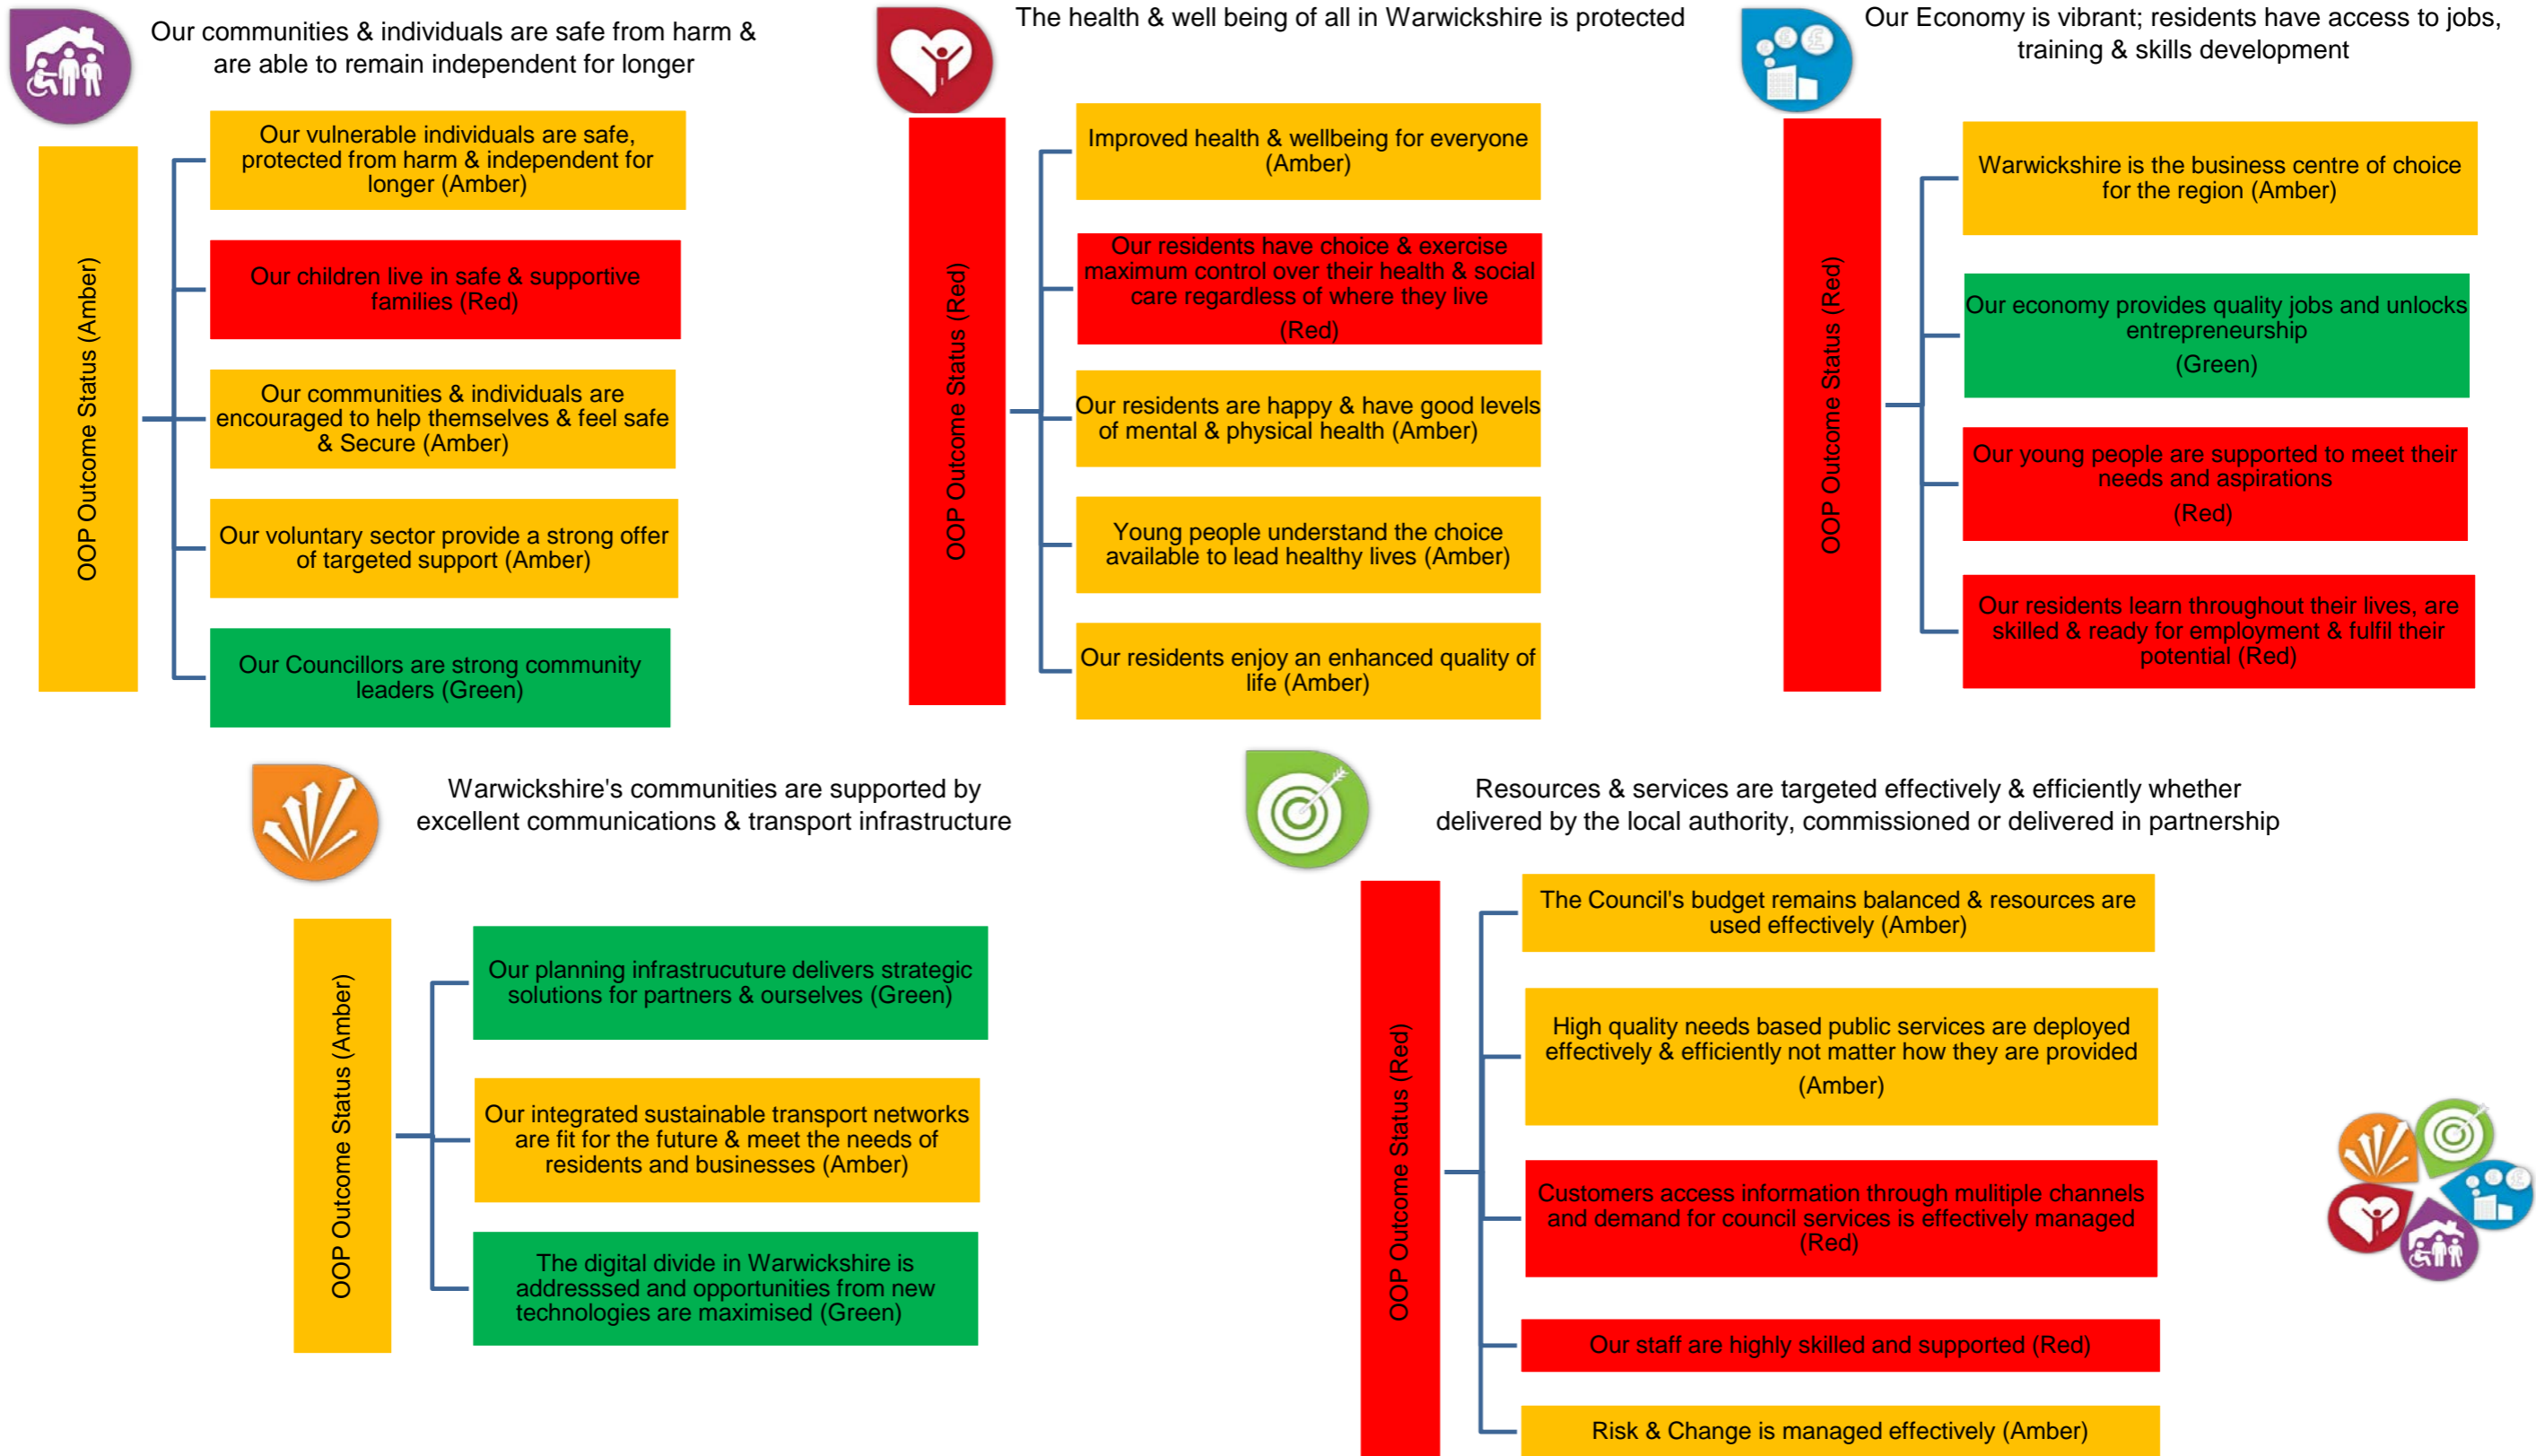 Our communities & individuals are safe from harm &
are able to remain independent for longer
OOP Outcome Status (Amber)
Our vulnerable individuals are safe,
protected from harm & independent for
longer (Amber)
Our children live in safe & supportive
families (Red)
Our communities & individuals are
encouraged to help themselves & feel safe
& Secure (Amber)
Our voluntary sector provide a strong offer
of targeted support (Amber)
Our Councillors are strong community
leaders (Green)
The health & well being of all in Warwickshire is protected
OOP Outcome Status (Red)
Improved health & wellbeing for everyone
(Amber)
Our residents have choice & exercise
maximum control over their health & social
care regardless of where they live
(Red)
Our residents are happy & have good levels
of mental & physical health (Amber)
Young people understand the choice
available to lead healthy lives (Amber)
Our residents enjoy an enhanced quality of
life (Amber)
Our Economy is vibrant; residents have access to jobs,
training & skills development
OOP Outcome Status (Red)
Warwickshire is the business centre of choice
for the region (Amber)
Our economy provides quality jobs and unlocks
entrepreneurship
(Green)
Our young people are supported to meet their
needs and aspirations
(Red)
Our residents learn throughout their lives, are
skilled & ready for employment & fulfil their
potential (Red)
Warwickshire's communities are supported by
excellent communications & transport infrastructure
OOP Outcome Status (Amber)
Our planning infrastrucuture delivers strategic
solutions for partners & ourselves (Green)
Our integrated sustainable transport networks
are fit for the future & meet the needs of
residents and businesses (Amber)
The digital divide in Warwickshire is
addresssed and opportunities from new
technologies are maximised (Green)
Resources & services are targeted effectively & efficiently whether
delivered by the local authority, commissioned or delivered in partnership
OOP Outcome Status (Red)
The Council's budget remains balanced & resources are
used effectively (Amber)
High quality needs based public services are deployed
effectively & efficiently not matter how they are provided
(Amber)
Customers access information through mulitiple channels
and demand for council services is effectively managed
(Red)
Our staff are highly skilled and supported (Red)
Risk & Change is managed effectively (Amber)